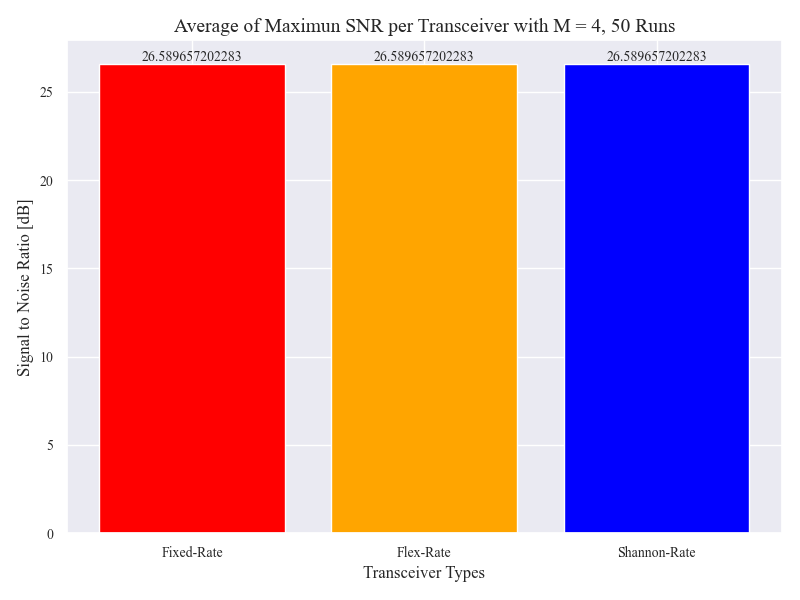 Average of Maximun SNR per Transceiver with M = 4, 50 Runs
26.589657202283 26.589657202283 26.589657202283
25
20
15
10
5
0
Signal to Noise Ratio [dB]
Fixed-Rate Flex-Rate Shannon-Rate
Transceiver Types